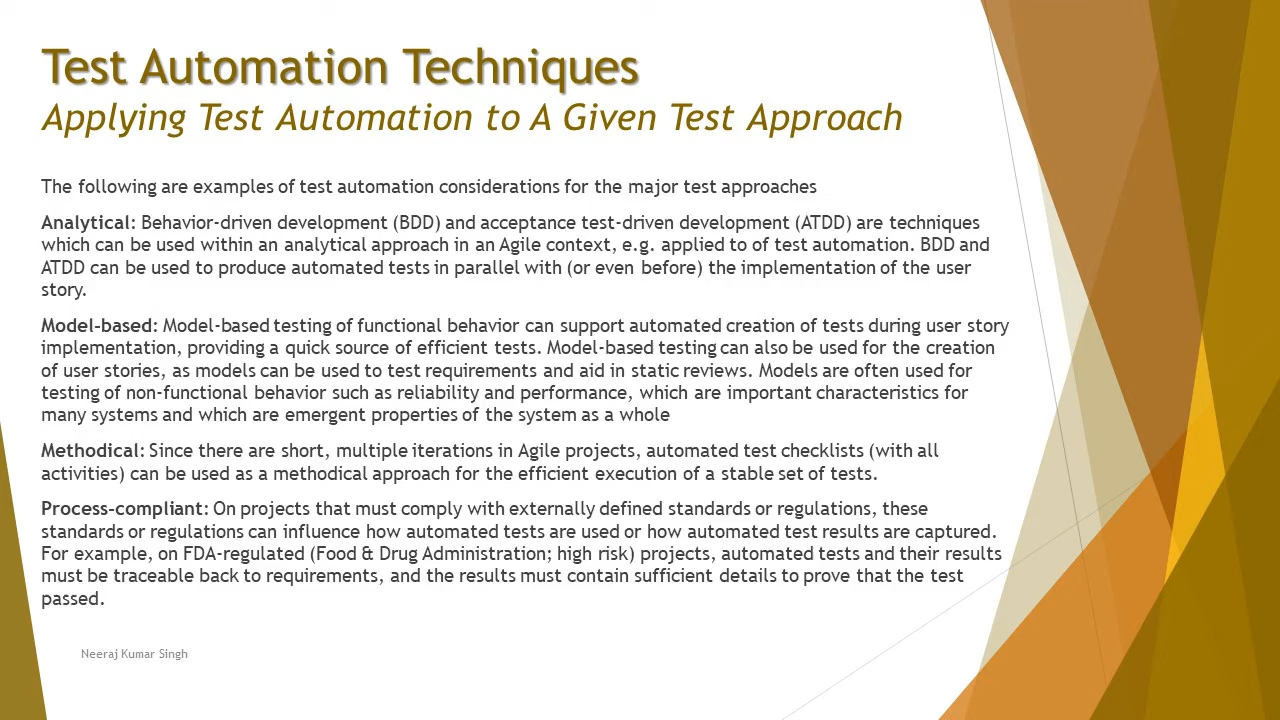 Test Automation Techniques
Applying Test Automation to A Given Test Approach
The following are examples of test automation considerations for the major test approaches
Analytical: Behavior-driven development (BDD) and acceptance test-driven development (ATDD) are techniques
which can be used within an analytical approach in an Agile context, e.g. applied to of test automation. BDD and
ATDD can be used to produce automated tests in parallel with (or even before) the implementation of the user
story.
Model-based: Model-based testing of functional behavior can support automated creation of tests during user story
implementation, providing a quick source of efficient tests. Model-based testing can also be used for the creation
of user stories, as models can be used to test requirements and aid in static reviews. Models are often used for
testing of non-functional behavior such as reliability and performance, which are important characteristics for
many systems and which are emergent properties of the system as a whole
Methodical: Since there are short, multiple iterations in Agile projects, automated test checklists (with all
activities) can be used as a methodical approach for the efficient execution of a stable set of tests.
Process-compliant: On projects that must comply with externally defined standards or regulations, these
standards or regulations can influence how automated tests are used or how automated test results are captured.
For example, on FDA-regulated (Food & Drug Administration; high risk) projects, automated tests and their results
must be traceable back to requirements, and the results must contain sufficient details to prove that the test
passed.
Neeraj Kumar Singh